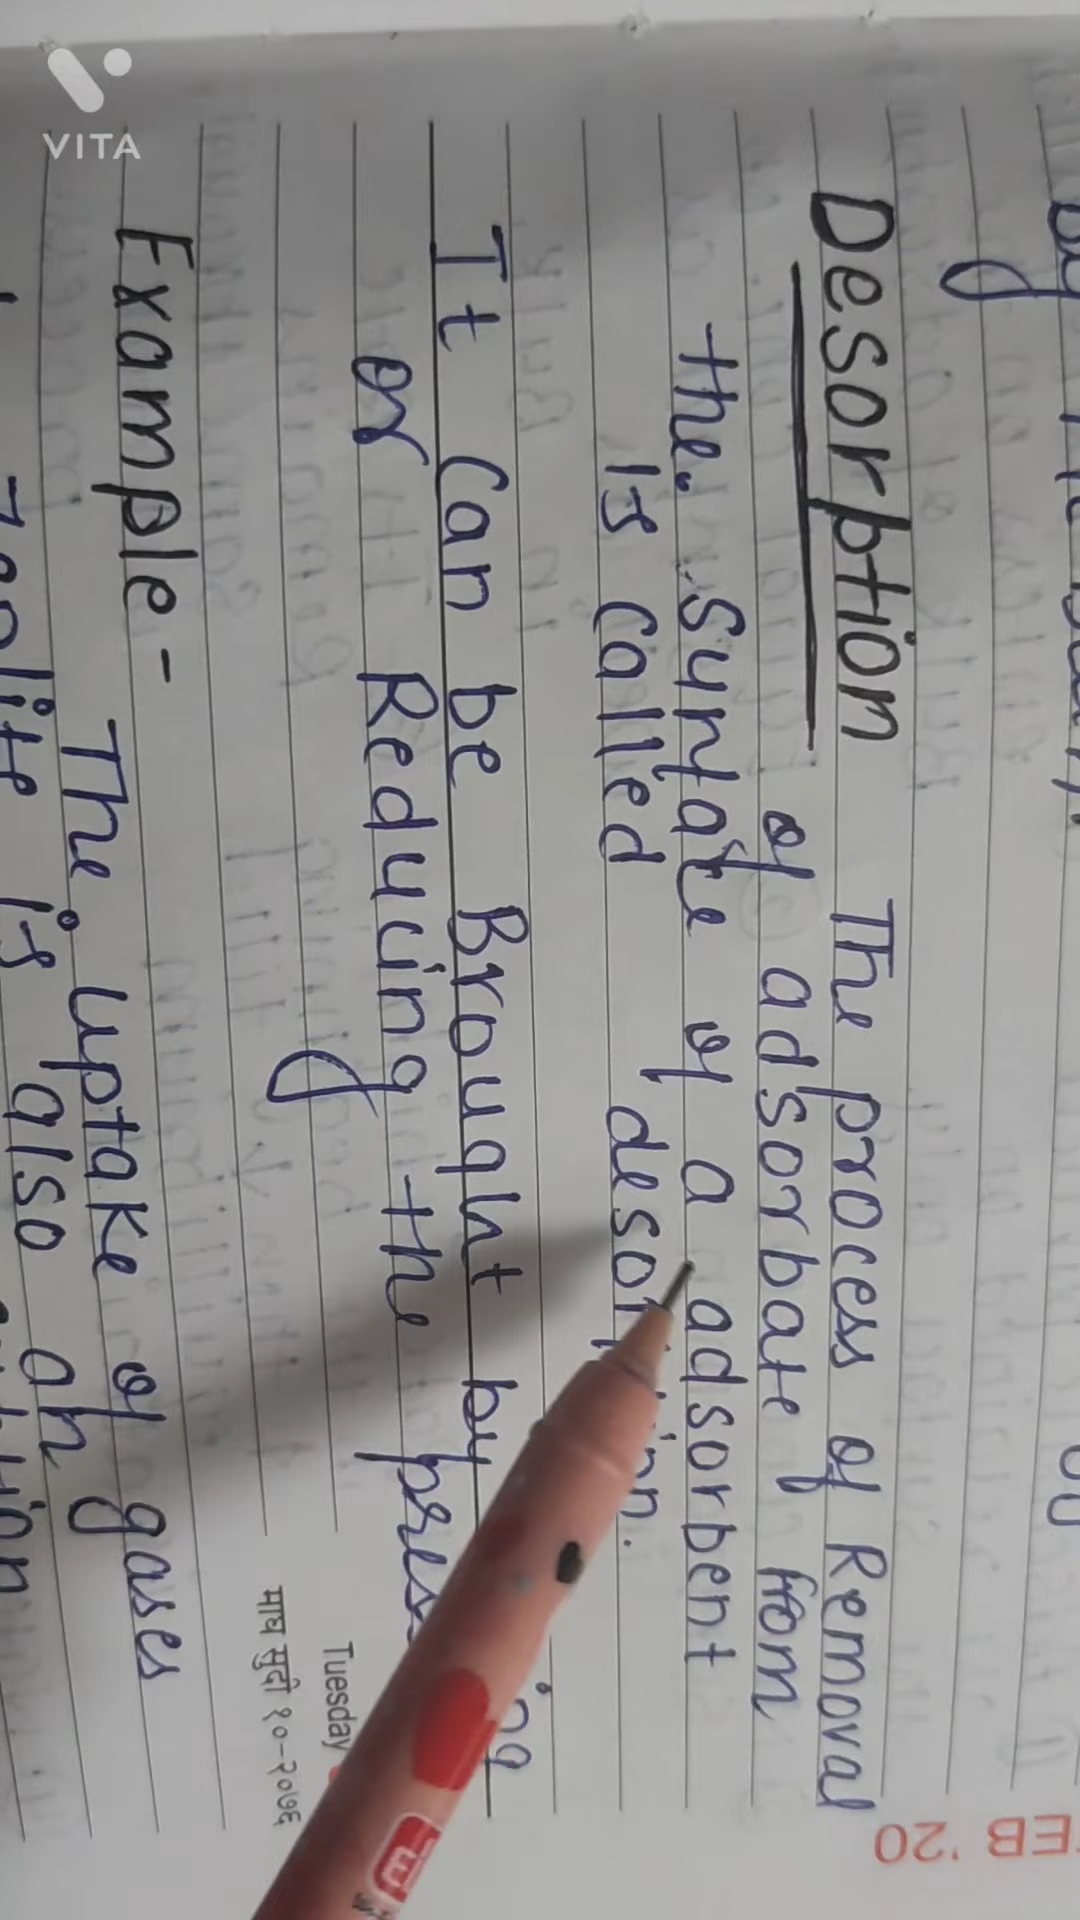 VITA
EB '20
Desorption The process of Removal
of adsorbate from
the surface of a adsorbent
is called
It Can be Brought by
or Reducing the
Tuesday
माघ सुदी १०-२०७६
Example-
The uptake of gases
is also an